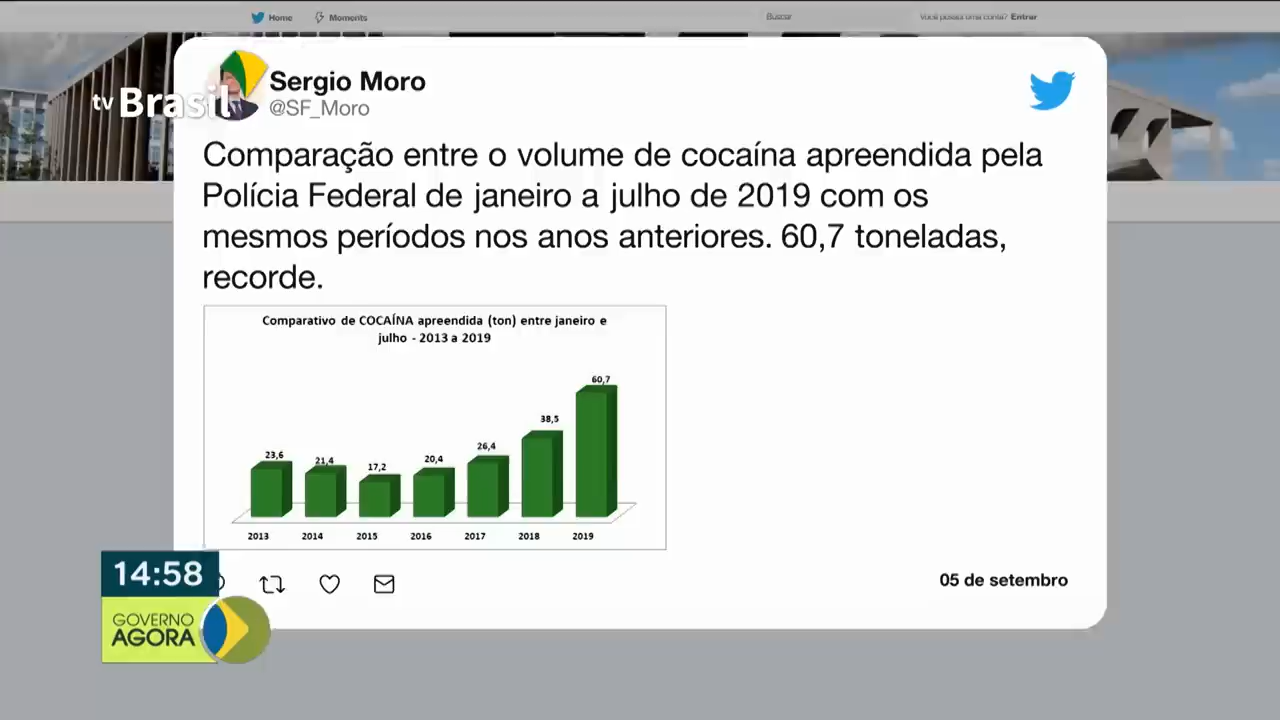 Home
Moments
Buscar
Você possui uma conta? Entrar
tv Brasil
Sergio Moro
@SF_Moro
Comparação entre o volume de cocaína apreendida pela
Polícia Federal de janeiro a julho de 2019 com os
mesmos períodos nos anos anteriores. 60,7 toneladas,
recorde.
Comparativo de COCAÍNA apreendida (ton) entre janeiro e
julho - 2013 a 2019
23,6 21,4 17,2 20,4 26,4 38,5 60,7
2013 2014 2015 2016 2017 2018 2019
05 de setembro
14:58
GOVERNO
AGORA